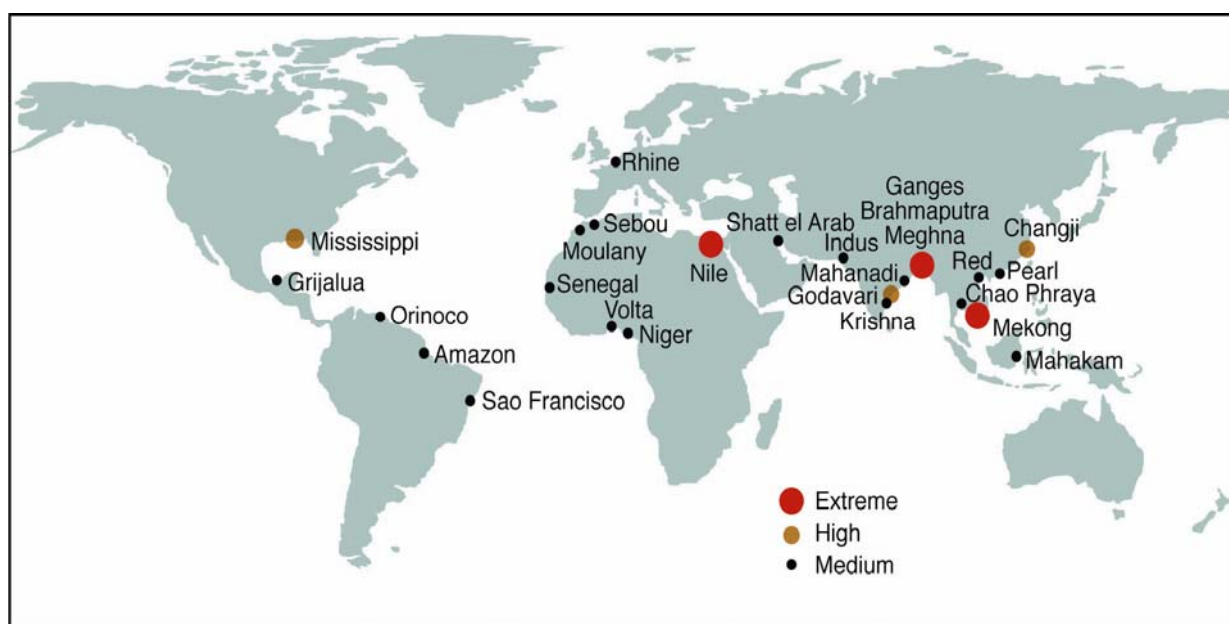 Rhine
Ganges
Brahmaputra
Meghna
Shatt el Arab
Changji
Sebou
Indus
Mississippi
Moulany
Red
Pearl
Nile
Mahanadi
Grijalua
Senegal
Godavari
Chao Phraya
Volta
Krishna
Orinoco
Niger
Mekong
Amazon
Mahakam
Sao Francisco
Extreme
High
Medium